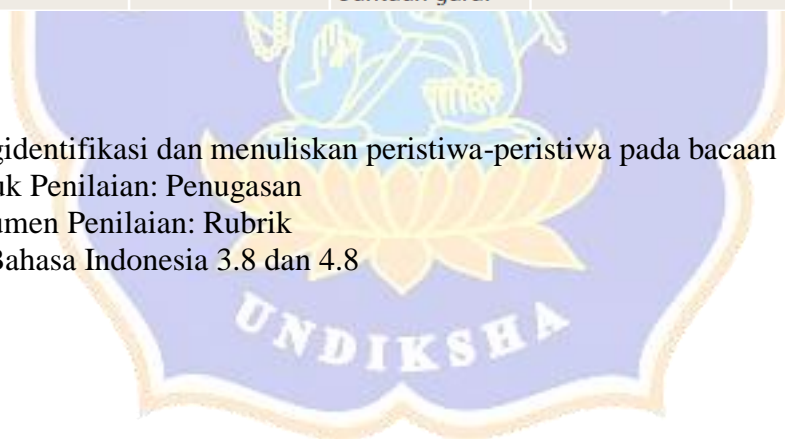 gidentifikasi dan menuliskan peristiwa-peristiwa pada bacaan
uk Penilaian: Penugasan
umen Penilaian: Rubrik
Bahasa Indonesia 3.8 dan 4.8
UNDIKSHA